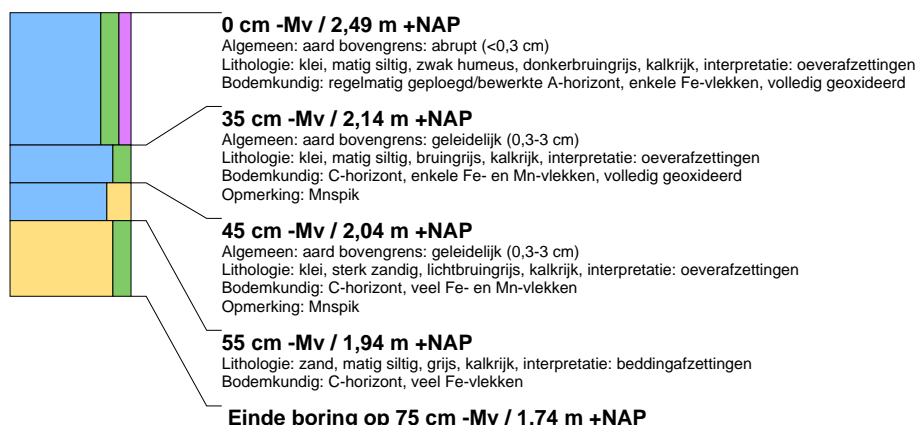 0 cm -Mv / 2,49 m +NAP
Algemeen: aard bovengrens: abrupt (<0,3 cm)
Lithologie: klei, matig siltig, zwak humeus, donkerbruingrijs, kalkrijk, interpretatie: oeverafzettingen
Bodemkundig: regelmatig geploegd/bewerkte A-horizont, enkele Fe-vlekken, volledig geoxideerd
35 cm -Mv / 2,14 m +NAP
Algemeen: aard bovengrens: geleidelijk (0,3-3 cm)
Lithologie: klei, matig siltig, bruingrijs, kalkrijk, interpretatie: oeverafzettingen
Bodemkundig: C-horizont, enkele Fe- en Mn-vlekken, volledig geoxideerd
Opmerking: Mnspik
45 cm -Mv / 2,04 m +NAP
Algemeen: aard bovengrens: geleidelijk (0,3-3 cm)
Lithologie: klei, sterk zandig, lichtbruingrijs, kalkrijk, interpretatie: oeverafzettingen
Bodemkundig: C-horizont, veel Fe- en Mn-vlekken
Opmerking: Mnspik
55 cm -Mv / 1,94 m +NAP
Lithologie: zand, matig siltig, grijs, kalkrijk, interpretatie: beddingafzettingen
Bodemkundig: C-horizont, veel Fe-vlekken
Einde boring op 75 cm -Mv / 1,74 m +NAP